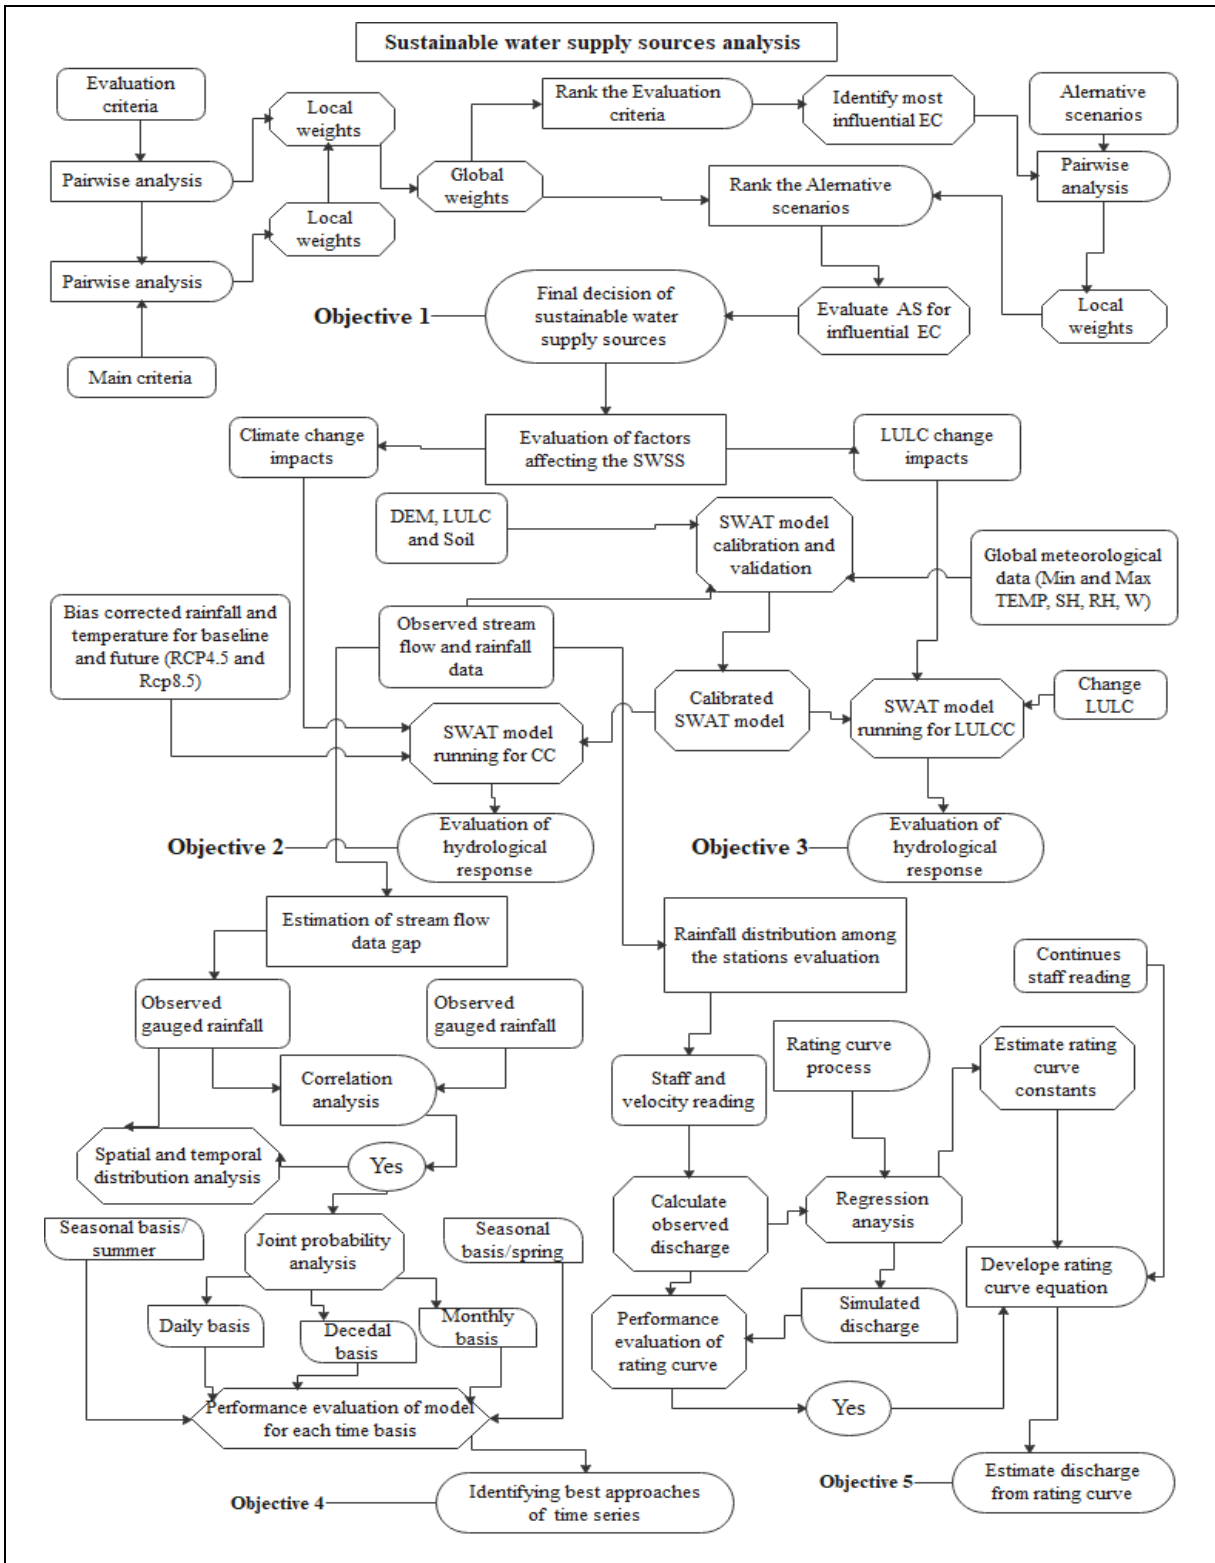 Sustainable water supply sources analysis
Evaluation
criteria
Local
weights
Rank the Evaluation
criteria
Identify most
influential EC
Alernative
scenarios
Pairwise analysis
Global
weights
Rank the Alernative
scenarios
Pairwise
analysis
Local
weights
Pairwise analysis
Objective 1
Final decision of
sustainable water
supply sources
Evaluate AS for
influential EC
Local
weights
Main criteria
Climate change
impacts
Evaluation of factors
affecting the SWSS
LULC change
impacts
DEM, LULC
and Soil
SWAT model
calibration and
validation
Global meteorological
data (Min and Max
TEMP, SH, RH, W)
Bias corrected rainfall and
temperature for baseline
and future (RCP4.5 and
Rcp8.5)
Observed stream
flow and rainfall
data
Calibrated
SWAT model
SWAT model
running for LULCC
Change
LULC
SWAT model
running for CC
Objective 2
Evaluation of
hydrological
response
Objective 3
Evaluation of
hydrological
response
Estimation of stream flow
data gap
Rainfall distribution among
the stations evaluation
Continues
staff reading
Observed
gauged rainfall
Observed
gauged rainfall
Rating curve
process
Estimate rating
curve constants
Correlation
analysis
Staff and
velocity reading
Spatial and temporal
distribution analysis
Yes
Calculate
observed
discharge
Regression
anaysis
Seasonal basis/
summer
Joint probability
analysis
Seasonal
basis/spring
Develope rating
curve equation
Daily basis
Decedal
basis
Monthly
basis
Performance
evaluation of
rating curve
Simulated
discharge
Performance evaluation of model
for each time basis
Yes
Objective 4
Identifying best approaches
of time series
Objective 5
Estimate discharge
from rating curve